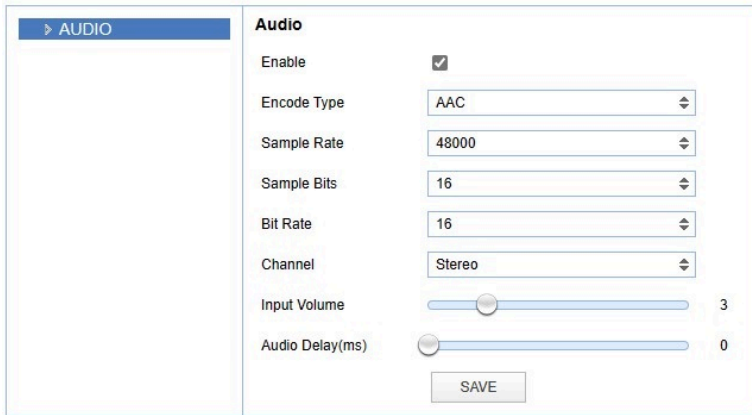 AUDIO
Audio
Enable
Encode Type AAC
Sample Rate 48000
Sample Bits 16
Bit Rate 16
Channel Stereo
Input Volume 3
Audio Delay(ms) 0
SAVE